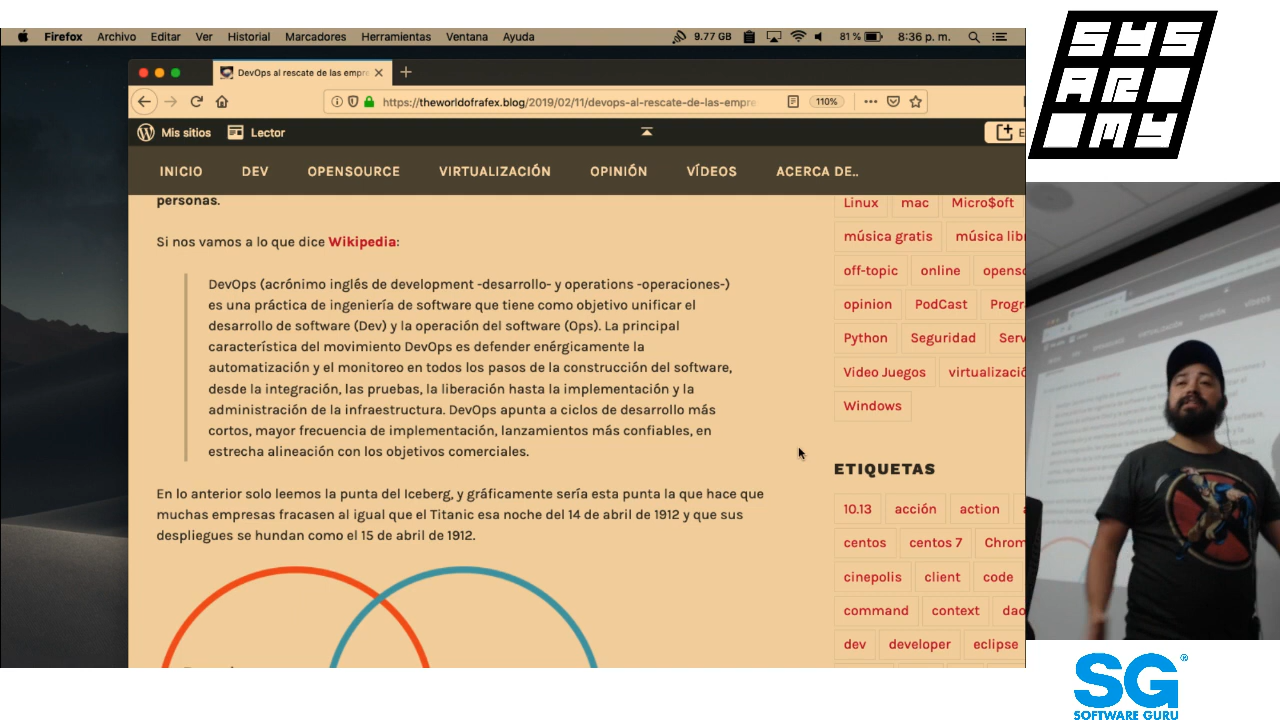 Firefox Archivo Editar Ver Historial Marcadores Herramientas Ventana Ayuda 9.77 GB 81 % 8:36 p. m.
DevOps al rescate de las empre
https://theworldofrafex.blog/2019/02/11/devops-al-rescate-de-las-empre 110%
Mis sitios Lector E
INICIO DEV OPENSOURCE VIRTUALIZACIÓN OPINIÓN VÍDEOS ACERCA DE..
personas.
Si nos vamos a lo que dice Wikipedia:
DevOps (acrónimo inglés de development -desarrollo- y operations -operaciones-)
es una práctica de ingeniería de software que tiene como objetivo unificar el
desarrollo de software (Dev) y la operación del software (Ops). La principal
característica del movimiento DevOps es defender enérgicamente la
automatización y el monitoreo en todos los pasos de la construcción del software,
desde la integración, las pruebas, la liberación hasta la implementación y la
administración de la infraestructura. DevOps apunta a ciclos de desarrollo más
cortos, mayor frecuencia de implementación, lanzamientos más confiables, en
estrecha alineación con los objetivos comerciales.
En lo anterior solo leemos la punta del Iceberg, y gráficamente sería esta punta la que hace que
muchas empresas fracasen al igual que el Titanic esa noche del 14 de abril de 1912 y que sus
despliegues se hundan como el 15 de abril de 1912.
Linux mac Micro$oft
música gratis música lib
off-topic online openso
opinion PodCast Progr
Python Seguridad Serv
Video Juegos virtualizació
Windows
ETIQUETAS
10.13 acción action
centos centos 7 Chrom
cinepolis client code
command context dao
dev developer eclipse
SYS
AR
MY
SG
SOFTWARE GURU